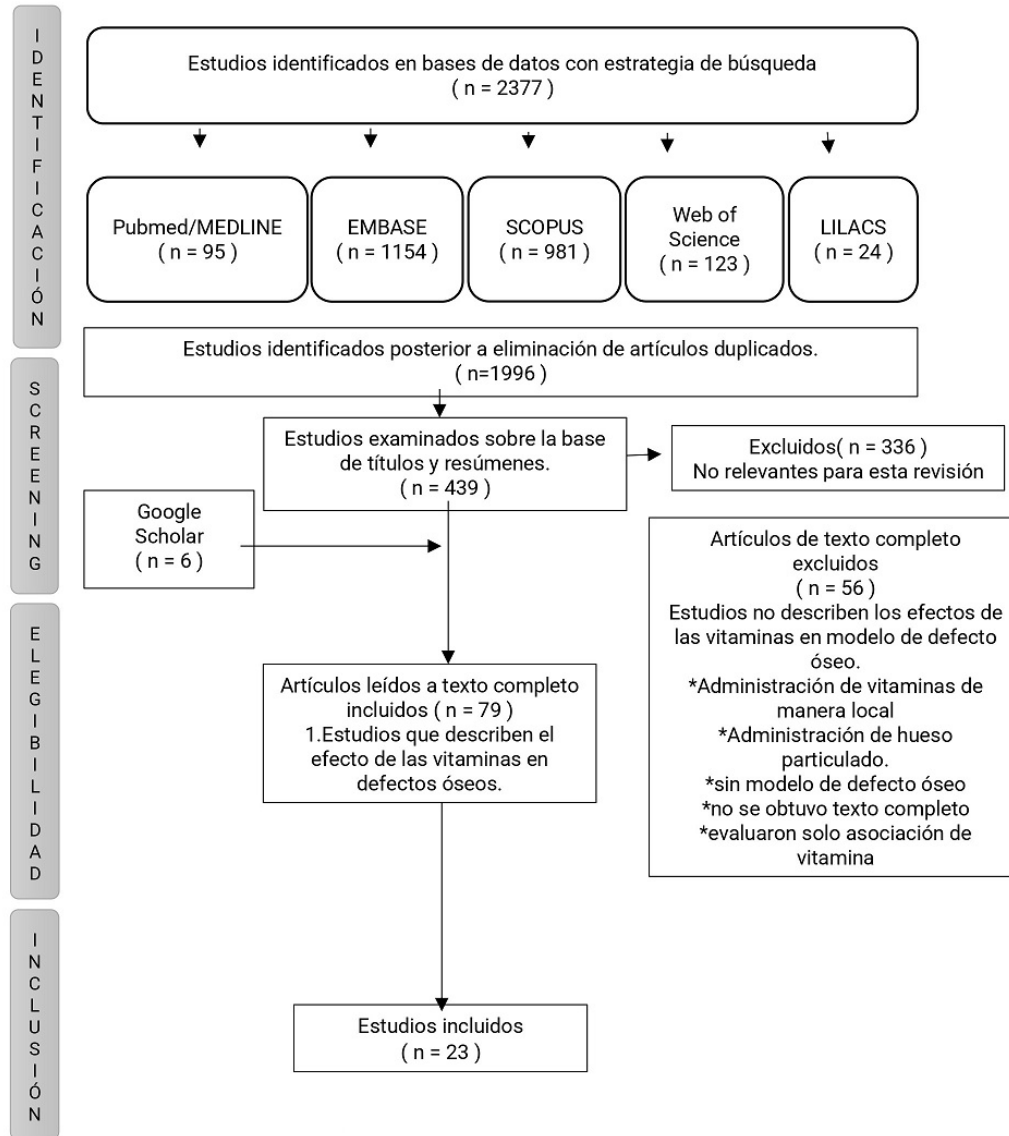 IDENTIFICACIÓN
Estudios identificados en bases de datos con estrategia de búsqueda
( n = 2377 )
Pubmed/MEDLINE
( n = 95 )
EMBASE
( n = 1154 )
SCOPUS
( n = 981 )
Web of
Science
( n = 123 )
LILACS
( n = 24 )
SCREENING
Estudios identificados posterior a eliminación de artículos duplicados.
( n=1996 )
Estudios examinados sobre la base
de títulos y resúmenes.
( n = 439 )
Excluidos( n = 336 )
No relevantes para esta revisión
Google
Scholar
( n = 6 )
Artículos de texto completo
excluidos
( n = 56 )
Estudios no describen los efectos de
las vitaminas en modelo de defecto
óseo.
*Administración de vitaminas de
manera local
*Administración de hueso
particulado.
*sin modelo de defecto óseo
*no se obtuvo texto completo
*evaluaron solo asociación de
vitamina
ELEGIBILIDAD
Artículos leídos a texto completo
incluidos ( n = 79 )
1.Estudios que describen el
efecto de las vitaminas en
defectos óseos.
INCLUSIÓN
Estudios incluidos
( n = 23 )